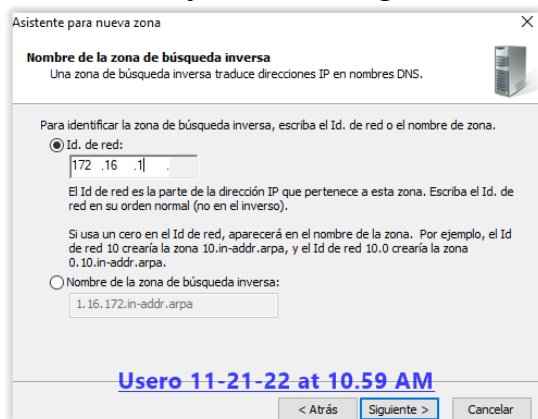 Asistente para nueva zona
Nombre de la zona de búsqueda inversa
Una zona de búsqueda inversa traduce direcciones IP en nombres DNS.
Para identificar la zona de búsqueda inversa, escriba el Id. de red o el nombre de zona.
Id. de red:
172 .16 .1 .
El Id de red es la parte de la dirección IP que pertenece a esta zona. Escriba el Id. de
red en su orden normal (no en el inverso).
Si usa un cero en el Id de red, aparecerá en el nombre de la zona. Por ejemplo, el Id
de red 10 crearía la zona 10.in-addr.arpa, y el Id de red 10.0 crearía la zona
0.10.in-addr.arpa.
Nombre de la zona de búsqueda inversa:
1.16.172.in-addr.arpa
Usero 11-21-22 at 10.59 AM
< Atrás Siguiente > Cancelar